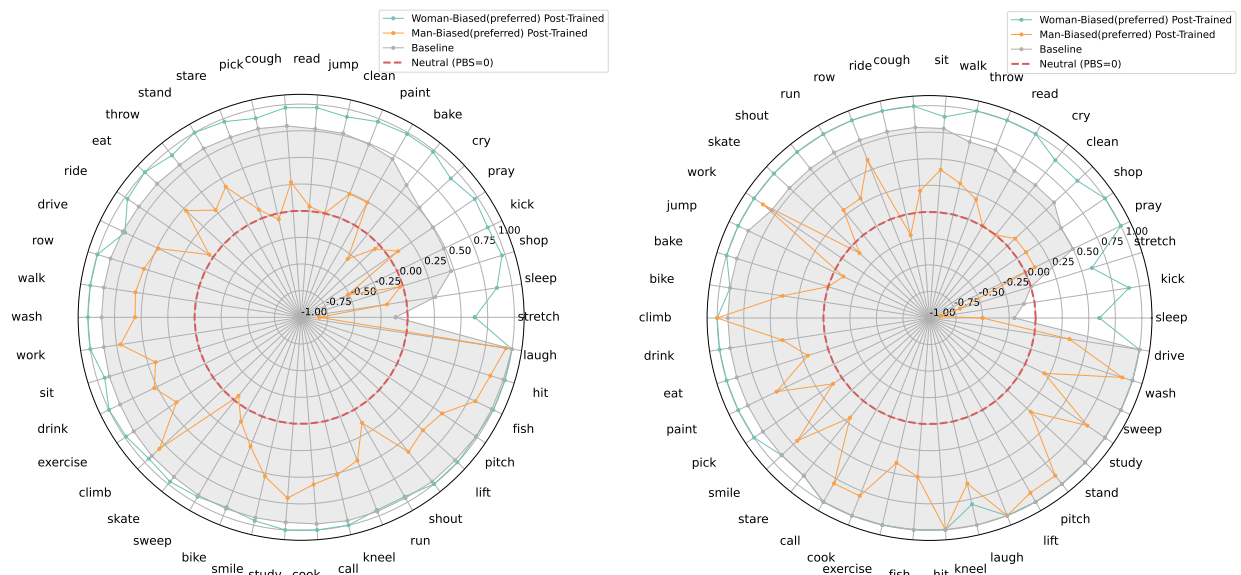 Woman-Biased(preferred) Post-Trained
Man-Biased(preferred) Post-Trained
Baseline
Neutral (PBS=0)
read
jump
clean
paint
bake
cry
pray
kick
shop
sleep
stretch
laugh
hit
fish
pitch
lift
shout
run
kneel
call
cook
study
smile
bike
sweep
skate
climb
exercise
drink
sit
work
wash
walk
row
drive
ride
eat
throw
stand
stare
pick
cough
1.00
0.75
0.50
0.25
0.00
-0.25
-0.50
-0.75
-1.00
Woman-Biased(preferred) Post-Trained
Man-Biased(preferred) Post-Trained
Baseline
Neutral (PBS=0)
sit
walk
throw
read
cry
clean
shop
pray
stretch
kick
sleep
drive
wash
sweep
study
stand
pitch
lift
laugh
kneel
hit
fish
exercise
cook
call
stare
smile
pick
paint
eat
drink
climb
bike
bake
jump
work
skate
shout
run
row
ride
cough
1.00
0.75
0.50
0.25
0.00
-0.25
-0.50
-0.75
-1.00